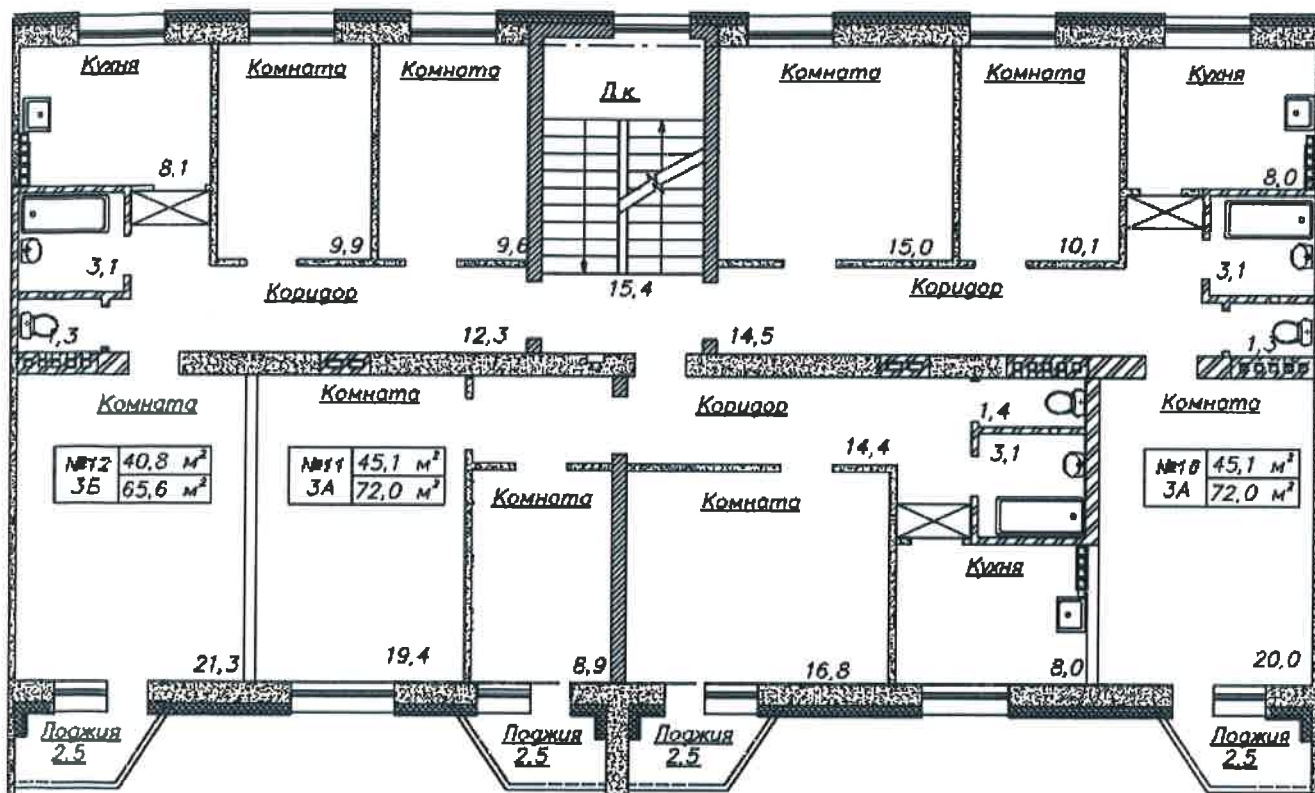 Кухня
Комната
Комната
Л.к.
Комната
Комната
Кухня
8,1
9,9
9,6
15,0
10,1
8,0
3,1
3,1
Коридор
15,4
Коридор
1,3
12,3
14,5
1,3
Комната
Комната
Коридор
1,4
Комната
14,4
3,1
№12 40,8 м²
3Б 65,6 м²
№11 45,1 м²
3А 72,0 м²
45,1 м²
3А 72,0 м²
Комната
Комната
Кухня
21,3
19,4
8,9
16,8
8,0
20,0
Лоджия
2,5
Лоджия
2,5
Лоджия
2,5
Лоджия
2,5